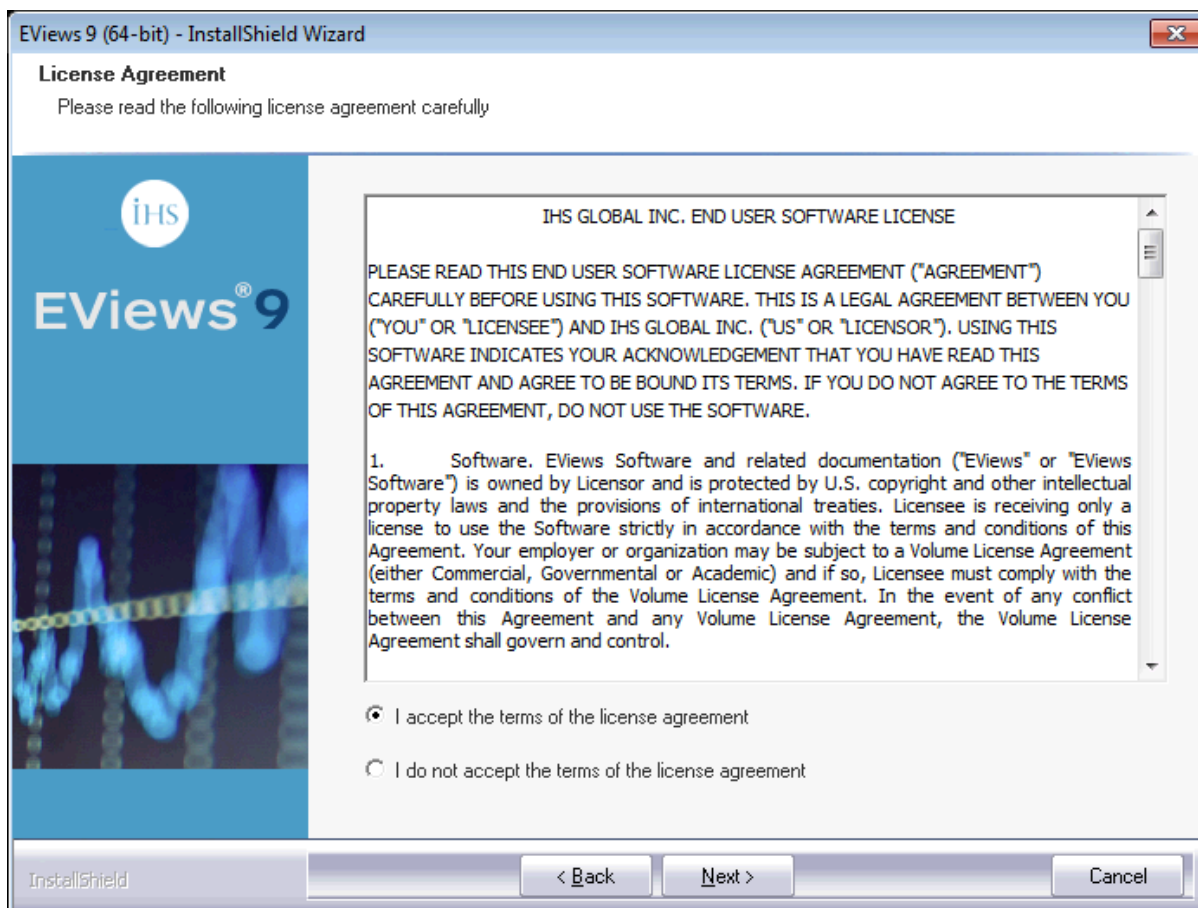 EViews 9 (64-bit) - InstallShield Wizard
License Agreement
Please read the following license agreement carefully
IHS
EViews®9
IHS GLOBAL INC. END USER SOFTWARE LICENSE
PLEASE READ THIS END USER SOFTWARE LICENSE AGREEMENT ("AGREEMENT")
CAREFULLY BEFORE USING THIS SOFTWARE. THIS IS A LEGAL AGREEMENT BETWEEN YOU
("YOU" OR "LICENSEE") AND IHS GLOBAL INC. ("US" OR "LICENSOR"). USING THIS
SOFTWARE INDICATES YOUR ACKNOWLEDGEMENT THAT YOU HAVE READ THIS
AGREEMENT AND AGREE TO BE BOUND ITS TERMS. IF YOU DO NOT AGREE TO THE TERMS
OF THIS AGREEMENT, DO NOT USE THE SOFTWARE.
1. Software. EViews Software and related documentation ("EViews" or "EViews
Software") is owned by Licensor and is protected by U.S. copyright and other intellectual
property laws and the provisions of international treaties. Licensee is receiving only a
license to use the Software strictly in accordance with the terms and conditions of this
Agreement. Your employer or organization may be subject to a Volume License Agreement
(either Commercial, Governmental or Academic) and if so, Licensee must comply with the
terms and conditions of the Volume License Agreement. In the event of any conflict
between this Agreement and any Volume License Agreement, the Volume License
Agreement shall govern and control.
I accept the terms of the license agreement
I do not accept the terms of the license agreement
InstallShield
< Back
Next >
Cancel